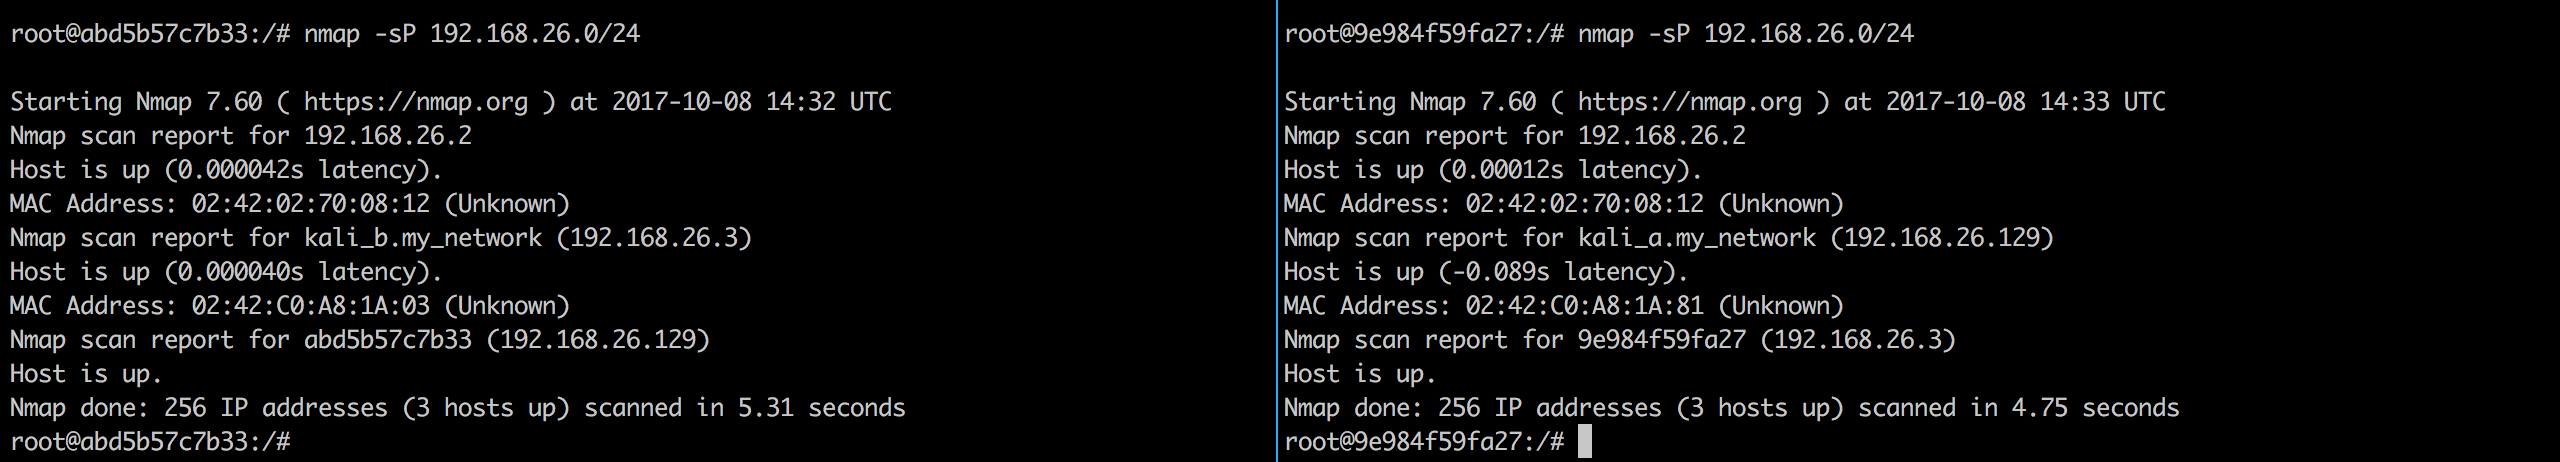 root@abd5b57c7b33:/# nmap -sP 192.168.26.0/24
Starting Nmap 7.60 ( https://nmap.org ) at 2017-10-08 14:32 UTC
Nmap scan report for 192.168.26.2
Host is up (0.000042s latency).
MAC Address: 02:42:02:70:08:12 (Unknown)
Nmap scan report for kali_b.my_network (192.168.26.3)
Host is up (0.000040s latency).
MAC Address: 02:42:C0:A8:1A:03 (Unknown)
Nmap scan report for abd5b57c7b33 (192.168.26.129)
Host is up.
Nmap done: 256 IP addresses (3 hosts up) scanned in 5.31 seconds
root@abd5b57c7b33:/#
root@9e984f59fa27:/# nmap -sP 192.168.26.0/24
Starting Nmap 7.60 ( https://nmap.org ) at 2017-10-08 14:33 UTC
Nmap scan report for 192.168.26.2
Host is up (0.00012s latency).
MAC Address: 02:42:02:70:08:12 (Unknown)
Nmap scan report for kali_a.my_network (192.168.26.129)
Host is up (-0.089s latency).
MAC Address: 02:42:C0:A8:1A:81 (Unknown)
Nmap scan report for 9e984f59fa27 (192.168.26.3)
Host is up.
Nmap done: 256 IP addresses (3 hosts up) scanned in 4.75 seconds
root@9e984f59fa27:/#